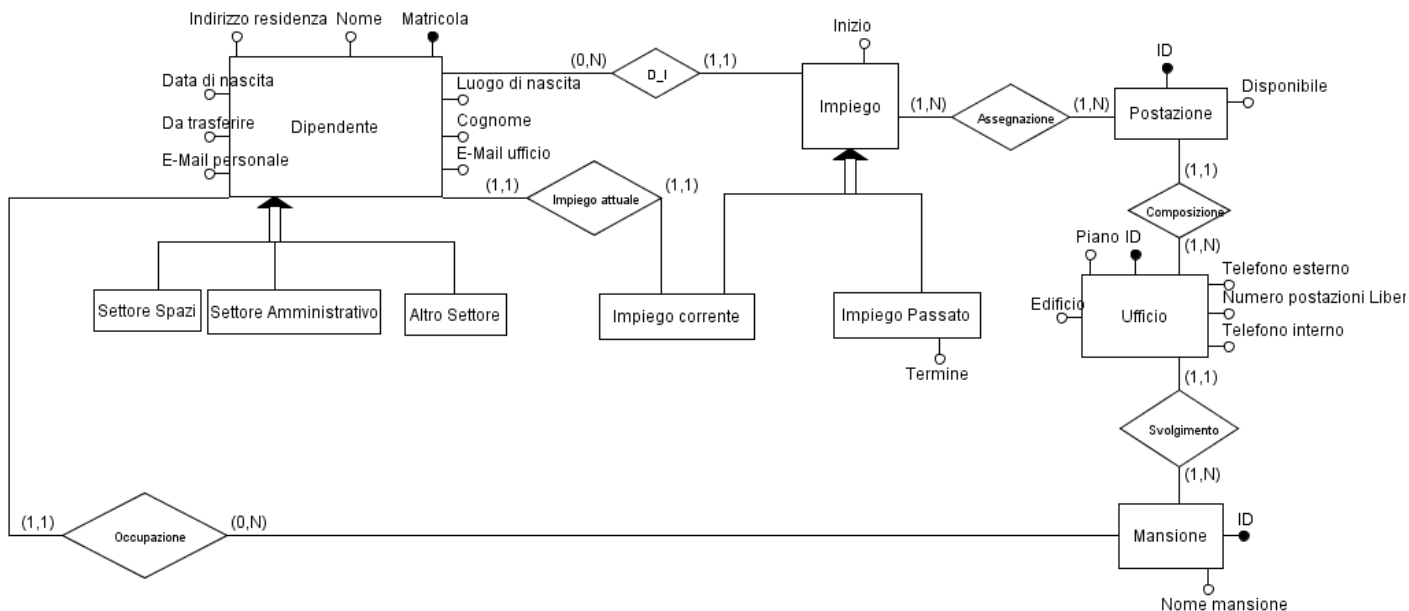 Indirizzo residenza
Nome
Matricola
Data di nascita
Da trasferire
E-Mail personale
Dipendente
Luogo di nascita
Cognome
E-Mail ufficio
(0,N)
D_I
(1,1)
Inizio
Impiego
(1,N)
Assegnazione
(1,N)
ID
Disponibile
Postazione
(1,1)
Impiego attuale
(1,1)
(1,1)
Composizione
(1,N)
Settore Spazi
Settore Amministrativo
Altro Settore
Impiego corrente
Impiego Passato
Termine
Piano
ID
Edificio
Ufficio
Telefono esterno
Numero postazioni Liber
Telefono interno
(1,1)
Svolgimento
(1,N)
(1,1)
Occupazione
(0,N)
Mansione
ID
Nome mansione